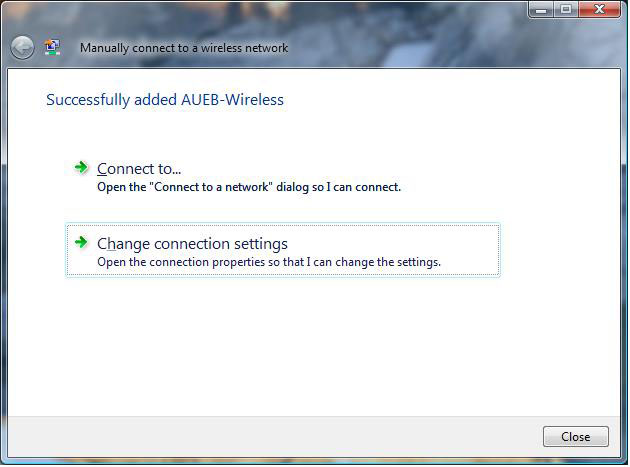 Manually connect to a wireless network
Successfully added AUEB-Wireless
Connect to...
Open the "Connect to a network" dialog so I can connect.
Change connection settings
Open the connection properties so that I can change the settings.
Close